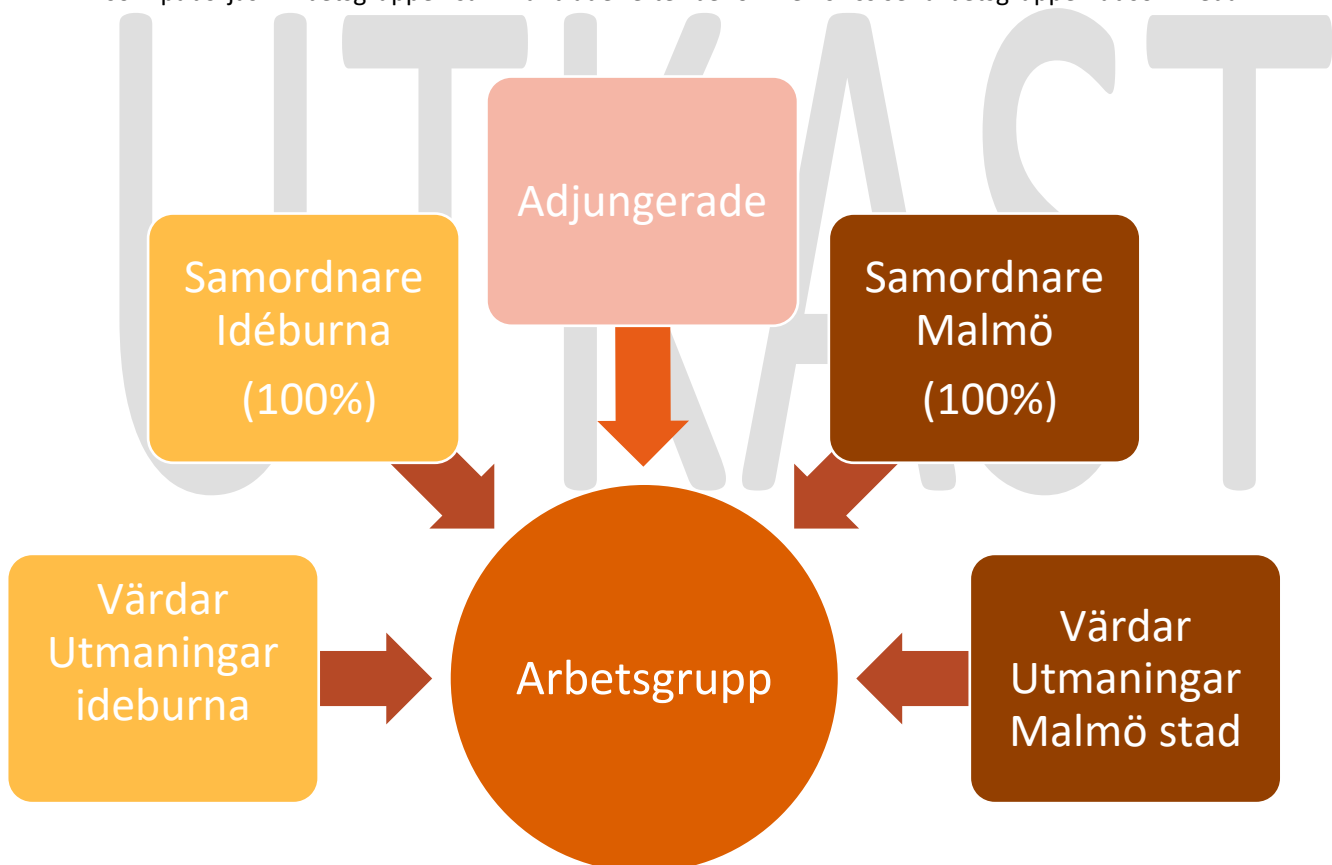 UTKAST
Adjungerade
Samordnare
Idéburna
(100%)
Samordnare
Malmö
(100%)
Värdar
Utmaningar
ideburna
Arbetsgrupp
Värdar
Utmaningar
Malmö stad